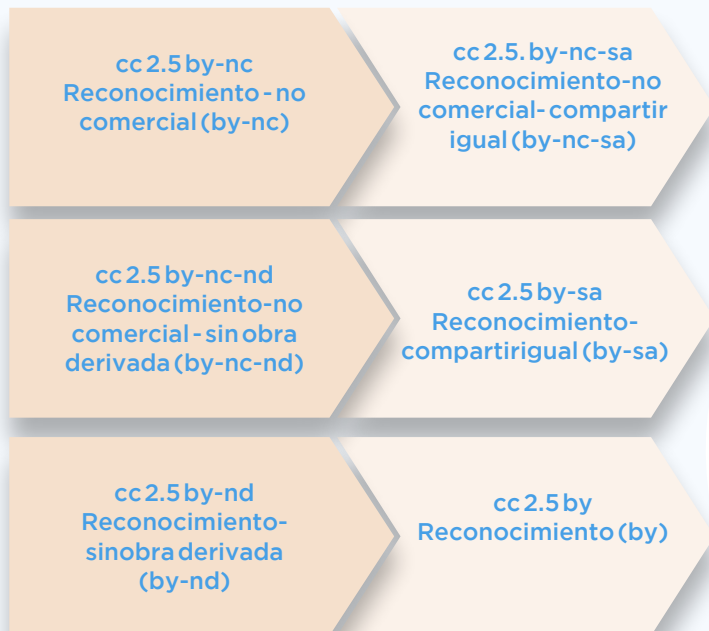 cc 2.5 by-nc
Reconocimiento - no
comercial (by-nc)
cc 2.5. by-nc-sa
Reconocimiento-no
comercial- compartir
igual (by-nc-sa)
cc 2.5 by-nc-nd
Reconocimiento-no
comercial - sin obra
derivada (by-nc-nd)
cc 2.5 by-sa
Reconocimiento-
compartirigual (by-sa)
cc 2.5 by-nd
Reconocimiento-
sinobra derivada
(by-nd)
cc 2.5 by
Reconocimiento (by)